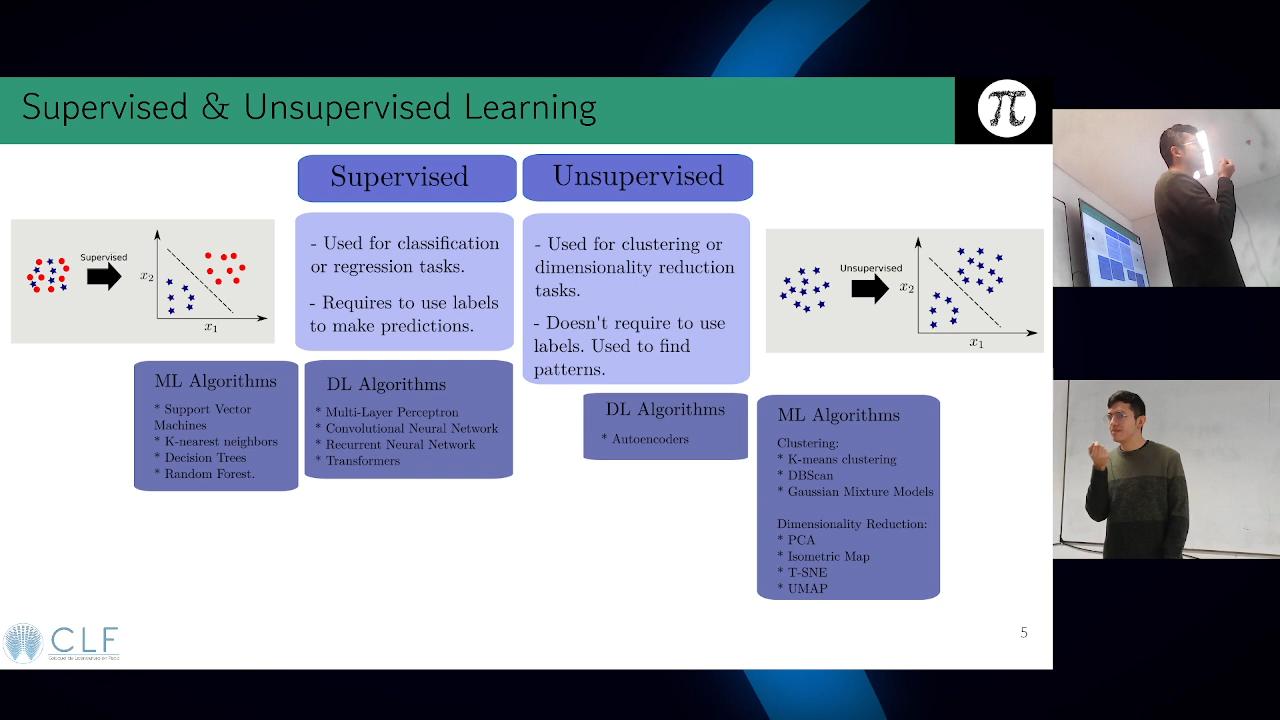 Supervised & Unsupervised Learning
π
Supervised
Unsupervised
- Used for classification
or regression tasks.
- Requires to use labels
to make predictions.
- Used for clustering or
dimensionality reduction
tasks.
- Doesn't require to use
labels. Used to find
patterns.
Supervised
x₂
x₁
Unsupervised
x₂
x₁
ML Algorithms
* Support Vector
Machines
* K-nearest neighbors
* Decision Trees
* Random Forest.
DL Algorithms
* Multi-Layer Perceptron
* Convolutional Neural Network
* Recurrent Neural Network
* Transformers
DL Algorithms
* Autoencoders
ML Algorithms
Clustering:
* K-means clustering
* DBScan
* Gaussian Mixture Models
Dimensionality Reduction:
* PCA
* Isometric Map
* T-SNE
* UMAP
CLF
5